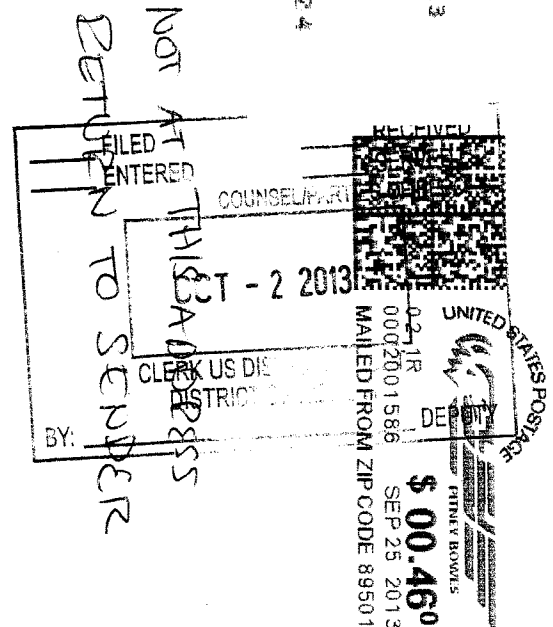 NOT AT THIS ADDRESS
RETURN TO SENDER
FILED
ENTERED
RECEIVED
COUNSEL/PART
OCT - 2 2013
CLERK US DIS
DISTRICT
BY:
DEPUTY
UNITED STATES POSTAGE
PITNEY BOWES
02 1R
$ 00.46⁰
0002001586
SEP 25 2013
MAILED FROM ZIP CODE 89501